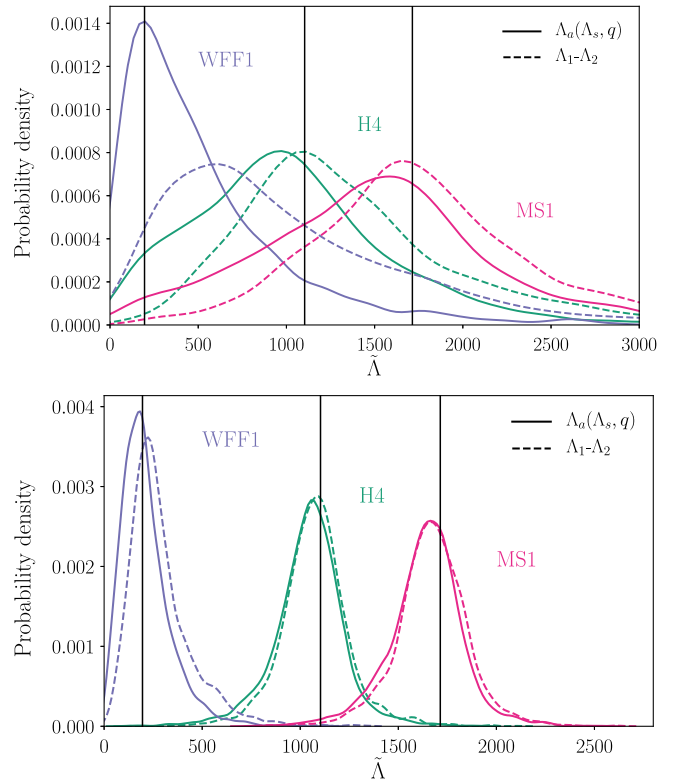 0.0014
0.0012
0.0010
0.0008
0.0006
0.0004
0.0002
0.0000
Probability density
WFF1
H4
MS1
Λₐ(Λₛ, q)
Λ₁-Λ₂
0 500 1000 1500 2000 2500 3000
Λ̃
0.004
0.003
0.002
0.001
0.000
Probability density
WFF1
H4
MS1
Λₐ(Λₛ, q)
Λ₁-Λ₂
0 500 1000 1500 2000 2500
Λ̃